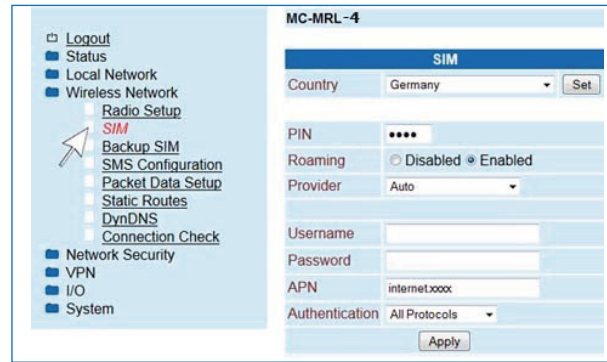 MC-MRL-4
Logout
Status
Local Network
Wireless Network
Radio Setup
SIM
Backup SIM
SMS Configuration
Packet Data Setup
Static Routes
DynDNS
Connection Check
Network Security
VPN
I/O
System
SIM
Country Germany Set
PIN ••••
Roaming Disabled Enabled
Provider Auto
Username
Password
APN internet.xxxx
Authentication All Protocols
Apply